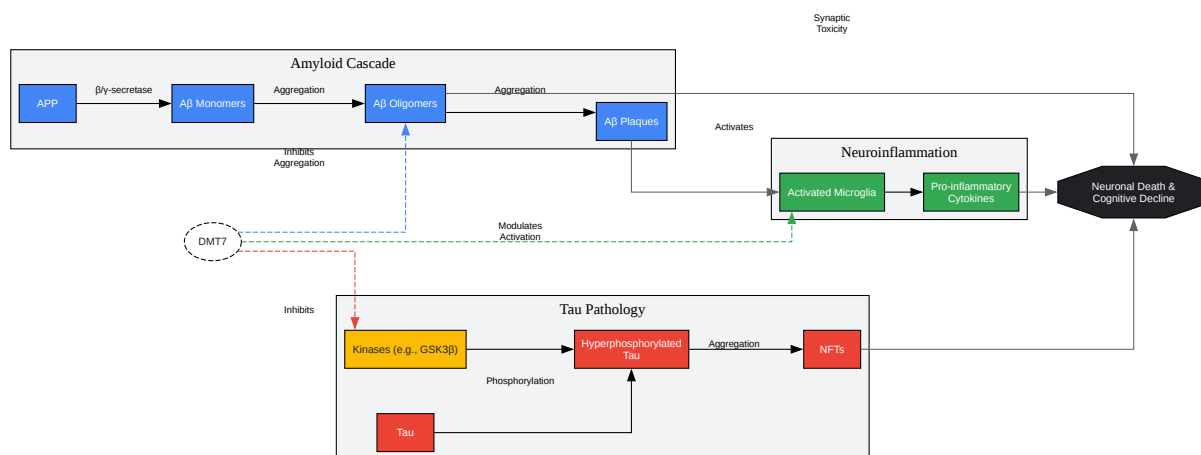 Synaptic
Toxicity
Amyloid Cascade
APP
β/γ-secretase
Aβ Monomers
Aggregation
Aβ Oligomers
Aggregation
Aβ Plaques
Inhibits
Aggregation
Activates
Neuroinflammation
Activated Microglia
Pro-inflammatory
Cytokines
Neuronal Death &
Cognitive Decline
DMT7
Modulates
Activation
Inhibits
Tau Pathology
Kinases (e.g., GSK3β)
Phosphorylation
Hyperphosphorylated
Tau
Aggregation
NFTs
Tau